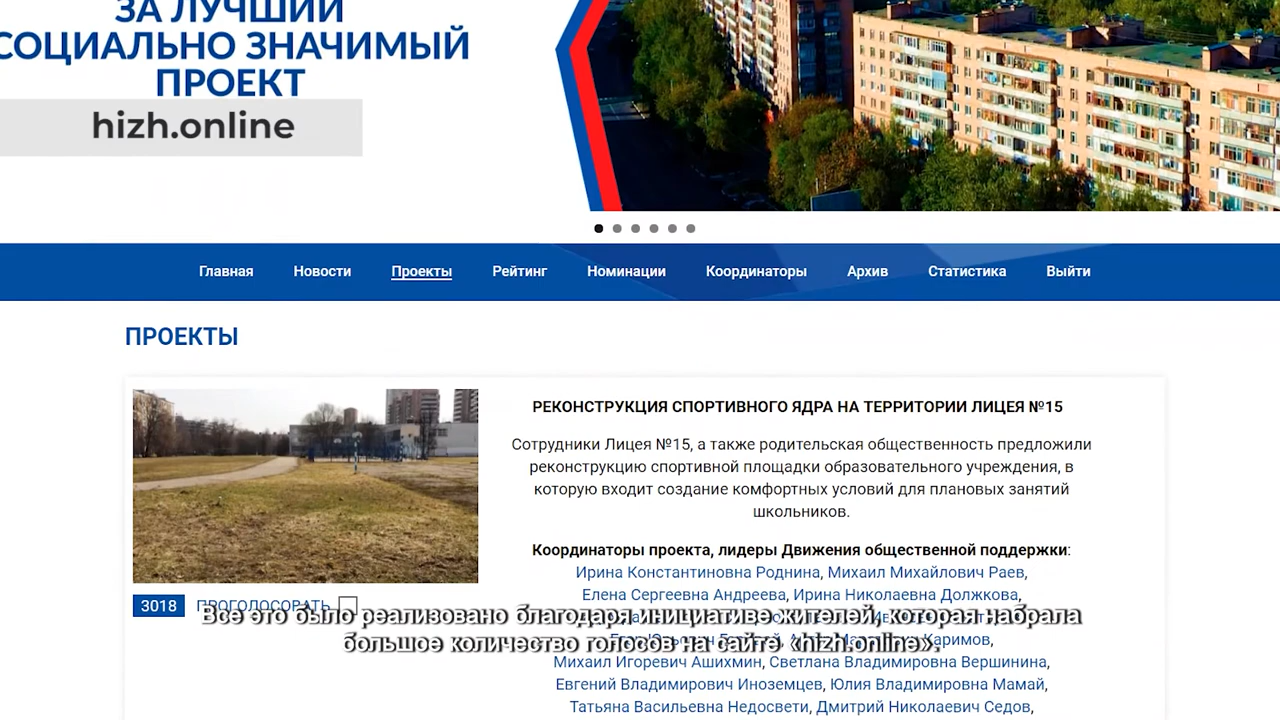 ЗА ЛУЧШИЙ
СОЦИАЛЬНО ЗНАЧИМЫЙ
ПРОЕКТ
hizh.online
Главная Новости Проекты Рейтинг Номинации Координаторы Архив Статистика Выйти
ПРОЕКТЫ
РЕКОНСТРУКЦИЯ СПОРТИВНОГО ЯДРА НА ТЕРРИТОРИИ ЛИЦЕЯ №15
Сотрудники Лицея №15, а также родительская общественность предложили
реконструкцию спортивной площадки образовательного учреждения, в
которую входит создание комфортных условий для плановых занятий
школьников.
Координаторы проекта, лидеры Движения общественной поддержки:
Ирина Константиновна Роднина, Михаил Михайлович Раев,
Елена Сергеевна Андреева, Ирина Николаевна Должкова,
3018 ПРОГОЛОСОВАТЬ
Все это было реализовано благодаря инициативе жителей, которая набрала
большое количество голосов на сайте «hizh.online».
Каримов,
Михаил Игоревич Ашихмин, Светлана Владимировна Вершинина,
Евгений Владимирович Иноземцев, Юлия Владимировна Мамай,
Татьяна Васильевна Недосвети, Дмитрий Николаевич Седов,